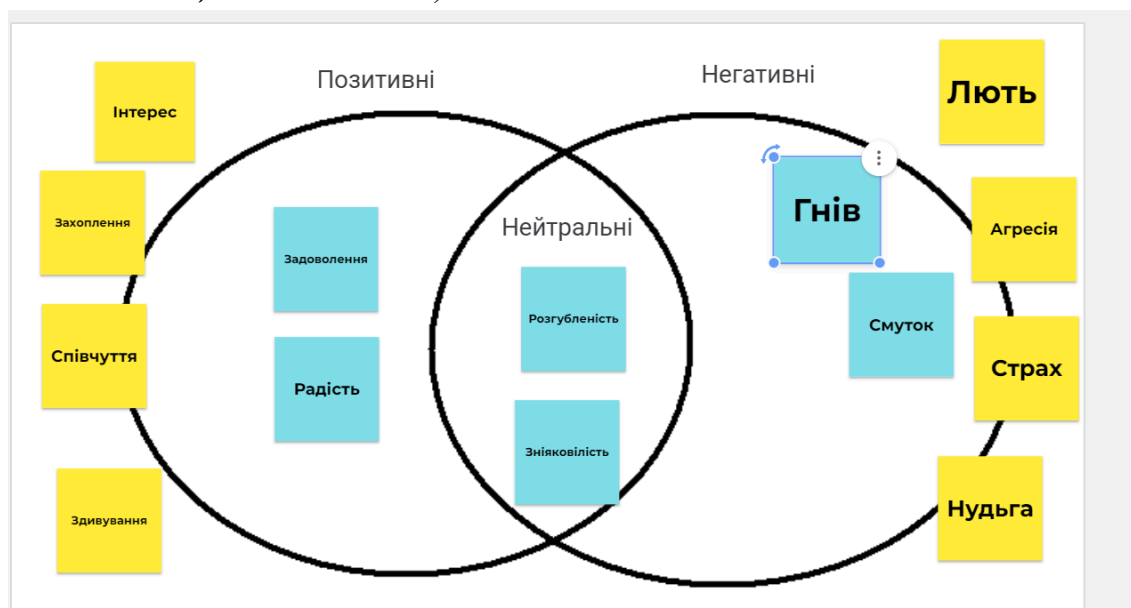 Позитивні
Негативні
Лють
Інтерес
Гнів
Захоплення
Агресія
Нейтральні
Задоволення
Розгубленість
Смуток
Співчуття
Страх
Радість
Зніяковілість
Нудьга
Здивування